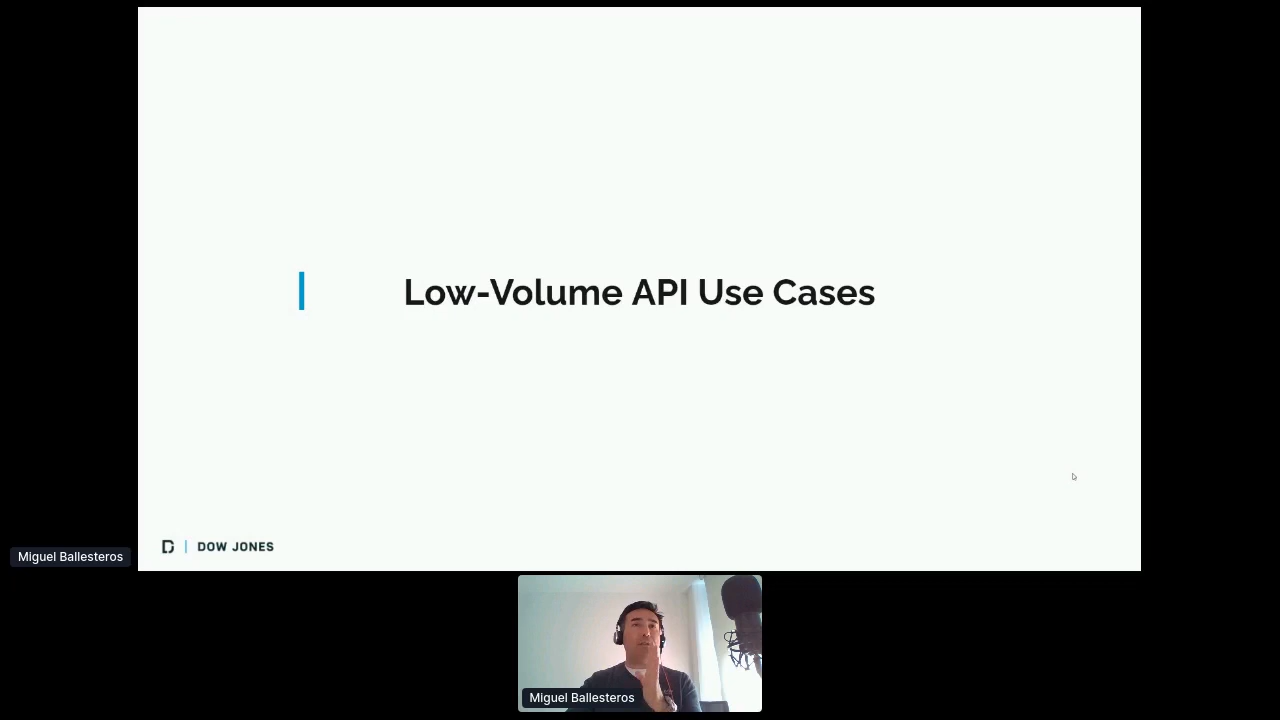 Low-Volume API Use Cases
D | DOW JONES
Miguel Ballesteros
Miguel Ballesteros